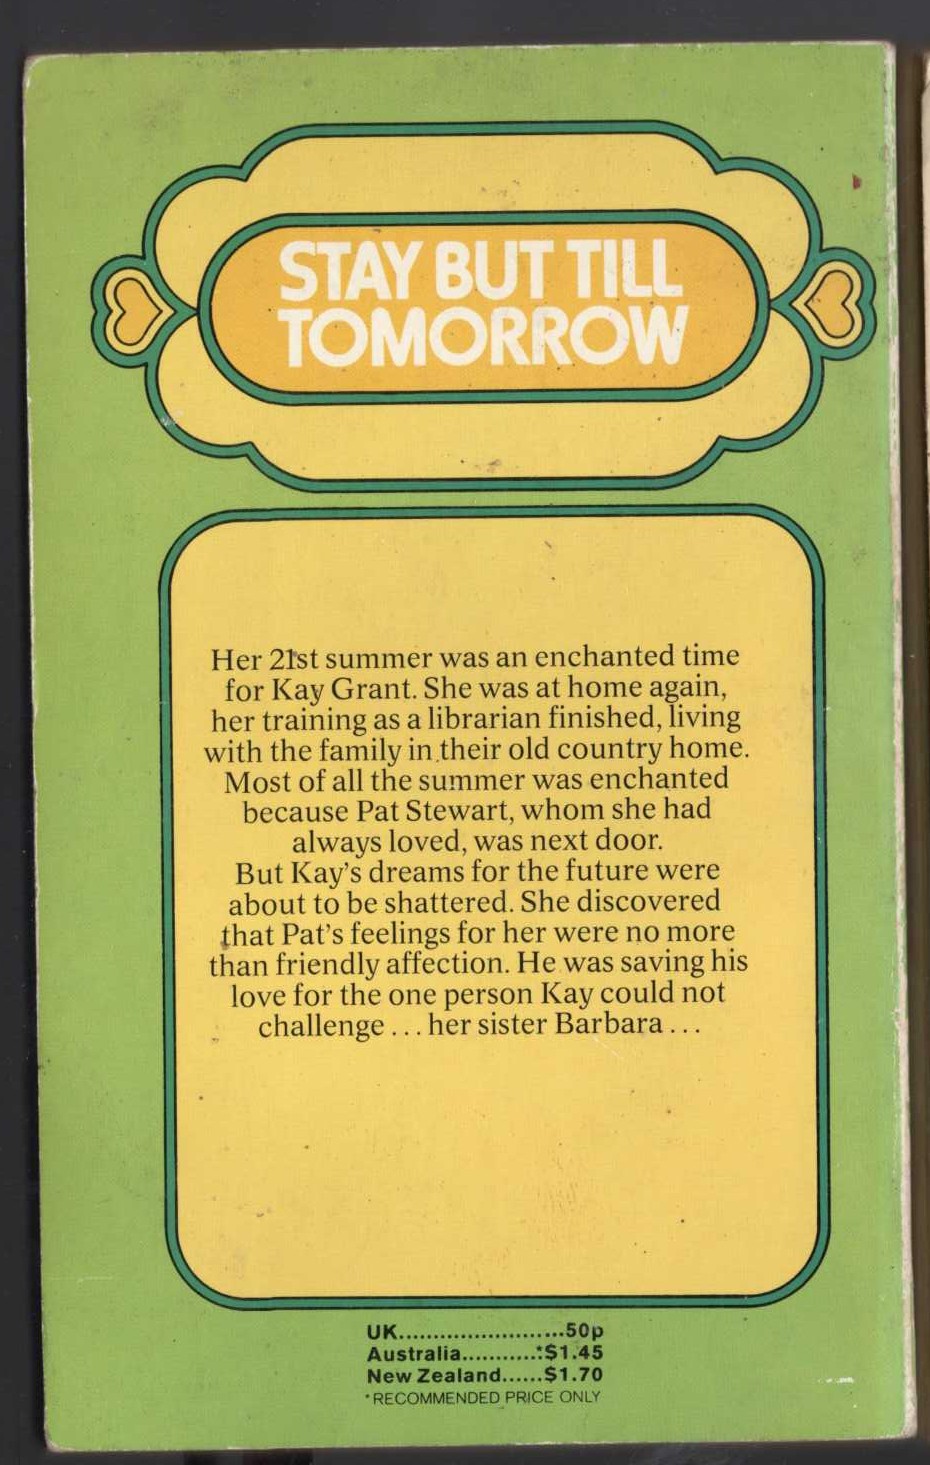 STAY BUT TILL
TOMORROW
Her 21st summer was an enchanted time
for Kay Grant. She was at home again,
her training as a librarian finished, living
with the family in their old country home.
Most of all the summer was enchanted
because Pat Stewart, whom she had
always loved, was next door.
But Kay's dreams for the future were
about to be shattered. She discovered
that Pat's feelings for her were no more
than friendly affection. He was saving his
love for the one person Kay could not
challenge ... her sister Barbara ...
UK........................50p
Australia...........*$1.45
New Zealand......$1.70
*RECOMMENDED PRICE ONLY